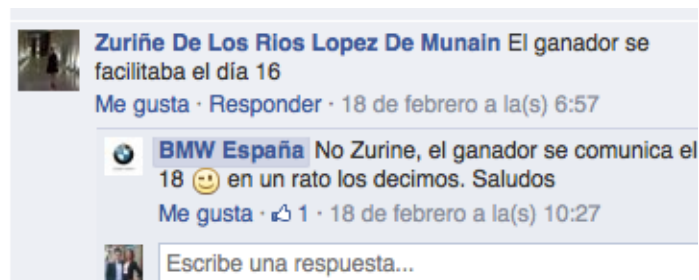 Zuriñe De Los Rios Lopez De Munain El ganador se
facilitaba el día 16
Me gusta · Responder · 18 de febrero a la(s) 6:57
BMW España No Zurine, el ganador se comunica el
18 😉 en un rato los decimos. Saludos
Me gusta · 👍 1 · 18 de febrero a la(s) 10:27
Escribe una respuesta...